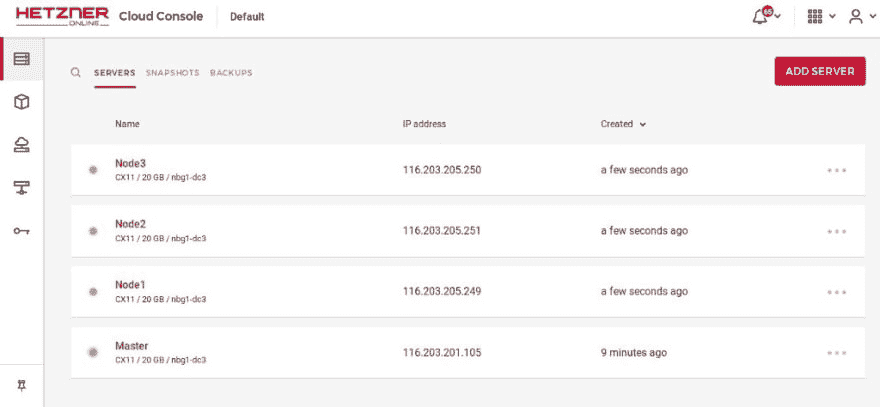 HETZNER
ONLINE
Cloud Console
Default
65
SERVERS SNAPSHOTS BACKUPS
ADD SERVER
Name IP address Created
Node3
CX11 / 20 GB / nbg1-dc3
116.203.205.250
a few seconds ago
Node2
CX11 / 20 GB / nbg1-dc3
116.203.205.251
a few seconds ago
Node1
CX11 / 20 GB / nbg1-dc3
116.203.205.249
a few seconds ago
Master
CX11 / 20 GB / nbg1-dc3
116.203.201.105
9 minutes ago